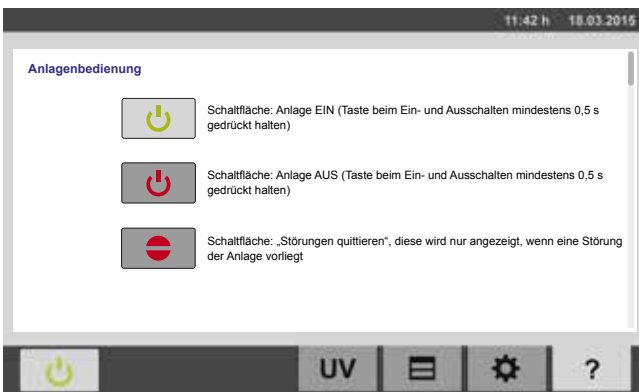 11:42 h 18.03.2015
Anlagenbedienung
Schaltfläche: Anlage EIN (Taste beim Ein- und Ausschalten mindestens 0,5 s
gedrückt halten)
Schaltfläche: Anlage AUS (Taste beim Ein- und Ausschalten mindestens 0,5 s
gedrückt halten)
Schaltfläche: „Störungen quittieren“, diese wird nur angezeigt, wenn eine Störung
der Anlage vorliegt
UV ?